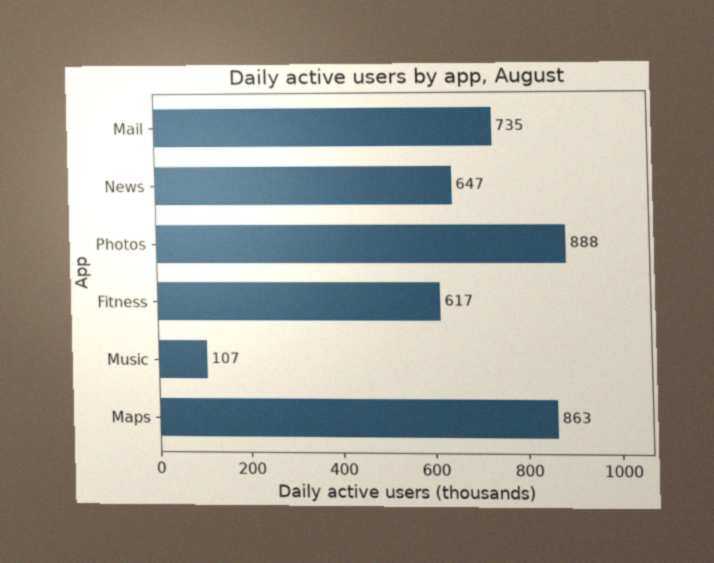 Daily active users by app, August
Mail 735
News 647
Photos 888
Fitness 617
Music 107
Maps 863
App
0 200 400 600 800 1000
Daily active users (thousands)